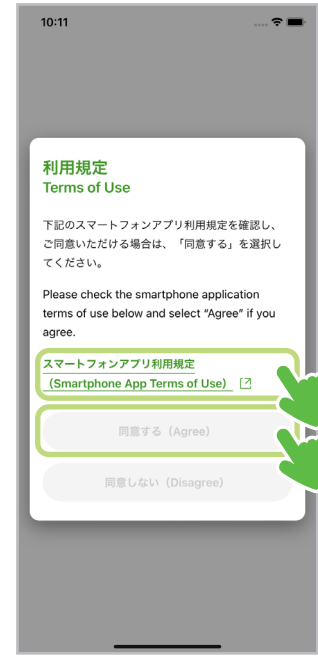 10:11
利用規定
Terms of Use
下記のスマートフォンアプリ利用規定を確認し、
ご同意いただける場合は、「同意する」を選択し
てください。
Please check the smartphone application
terms of use below and select “Agree” if you
agree.
スマートフォンアプリ利用規定
（Smartphone App Terms of Use）
同意する（Agree）
同意しない（Disagree）